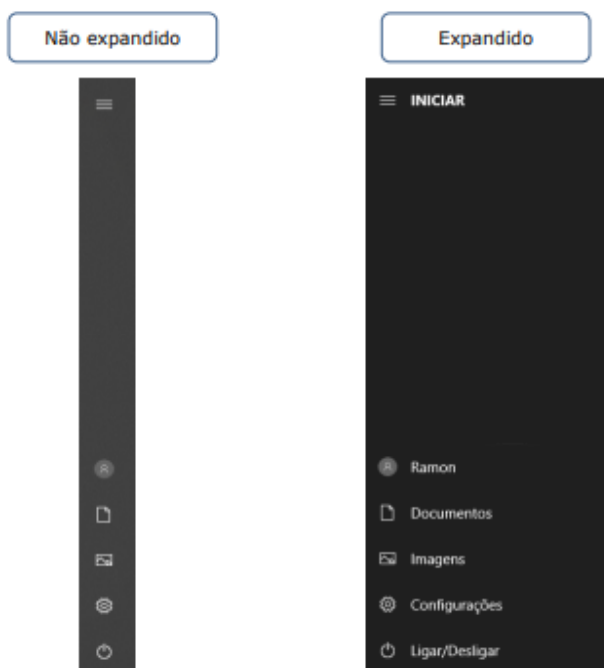 Não expandido
Expandido
INICIAR
Ramon
Documentos
Imagens
Configurações
Ligar/Desligar